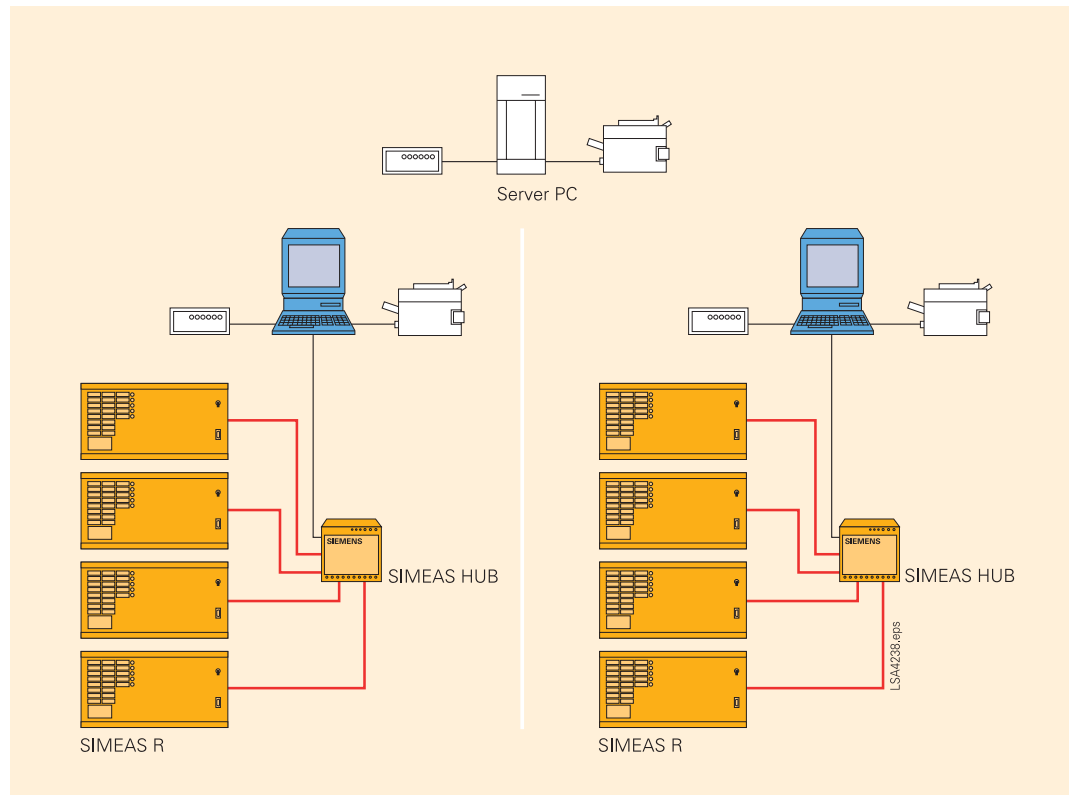 Server PC
SIEMENS
SIMEAS HUB
SIMEAS R
SIEMENS
SIMEAS HUB
LSA4238.eps
SIMEAS R